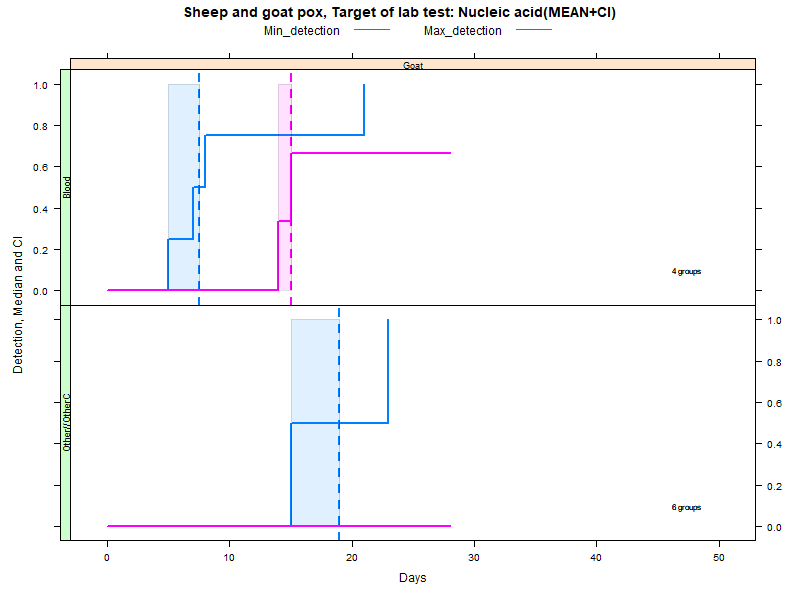 Sheep and goat pox, Target of lab test: Nucleic acid(MEAN+CI)
Min_detection Max_detection
Goat
Blood
1.0
0.8
0.6
0.4
0.2
0.0
4 groups
Detection, Median and CI
Other//OtherC
1.0
0.8
0.6
0.4
0.2
0.0
6 groups
0 10 20 30 40 50
Days